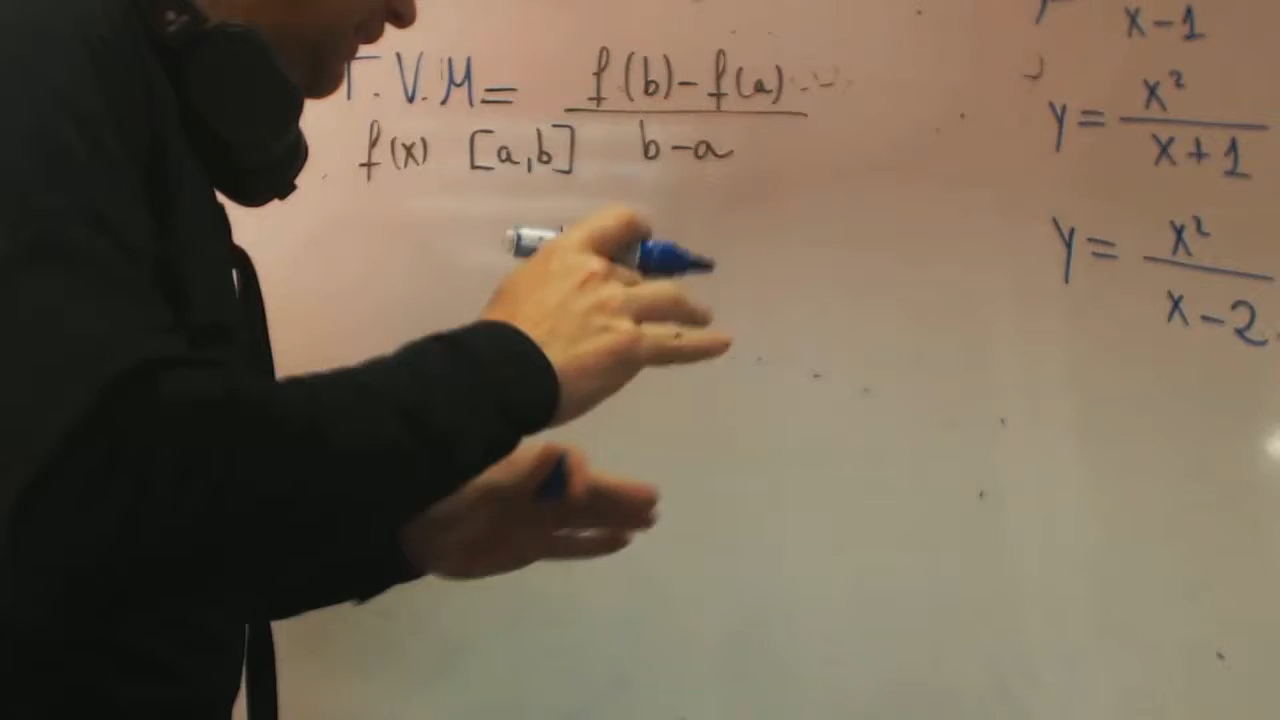 T.V.M = f(b)-f(a) / b-a
f(x) [a,b]
x-1
y = x² / x+1
y = x² / x-2